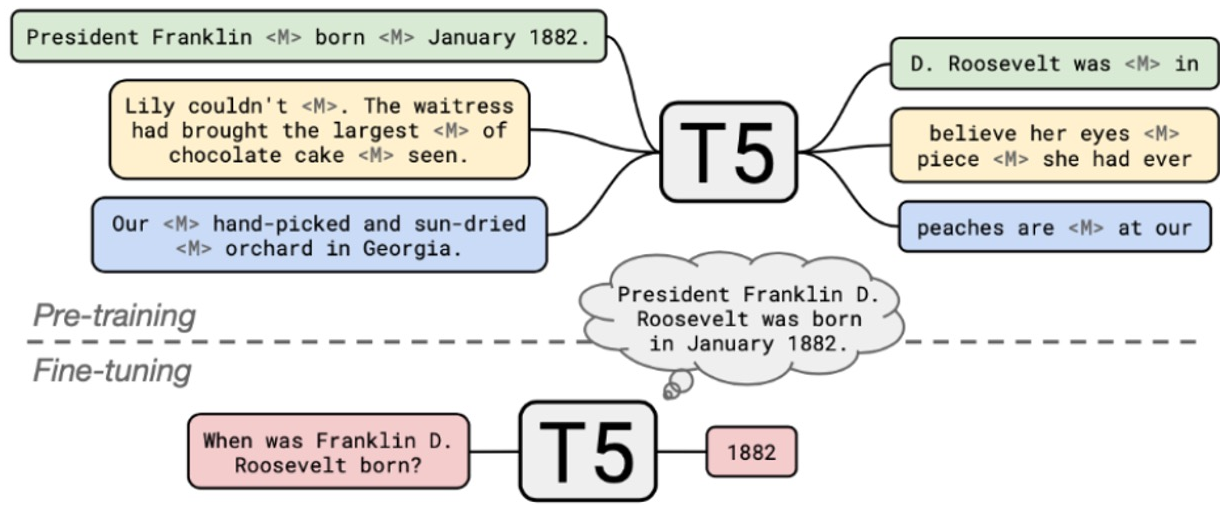 President Franklin <M> born <M> January 1882.
Lily couldn't <M>. The waitress
had brought the largest <M> of
chocolate cake <M> seen.
Our <M> hand-picked and sun-dried
<M> orchard in Georgia.
T5
D. Roosevelt was <M> in
believe her eyes <M>
piece <M> she had ever
peaches are <M> at our
Pre-training
President Franklin D.
Roosevelt was born
in January 1882.
Fine-tuning
When was Franklin D.
Roosevelt born?
T5
1882